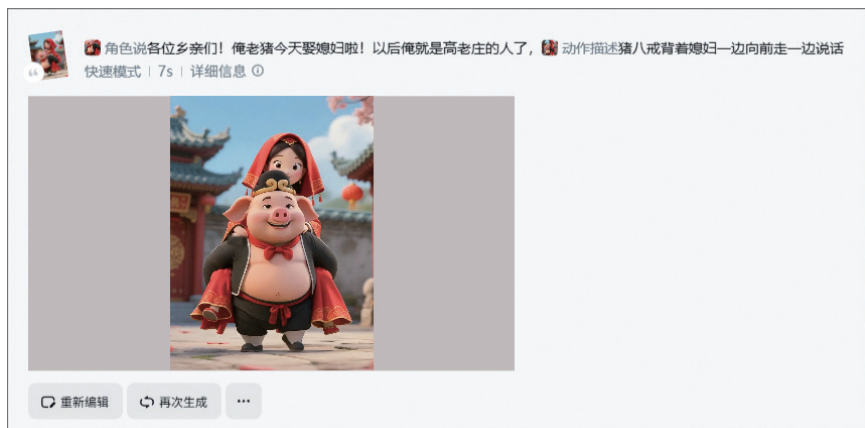 角色说各位乡亲们！俺老猪今天娶媳妇啦！以后俺就是高老庄的人了，动作描述猪八戒背着媳妇一边向前走一边说话
快速模式 | 7s | 详细信息
重新编辑 再次生成 ···